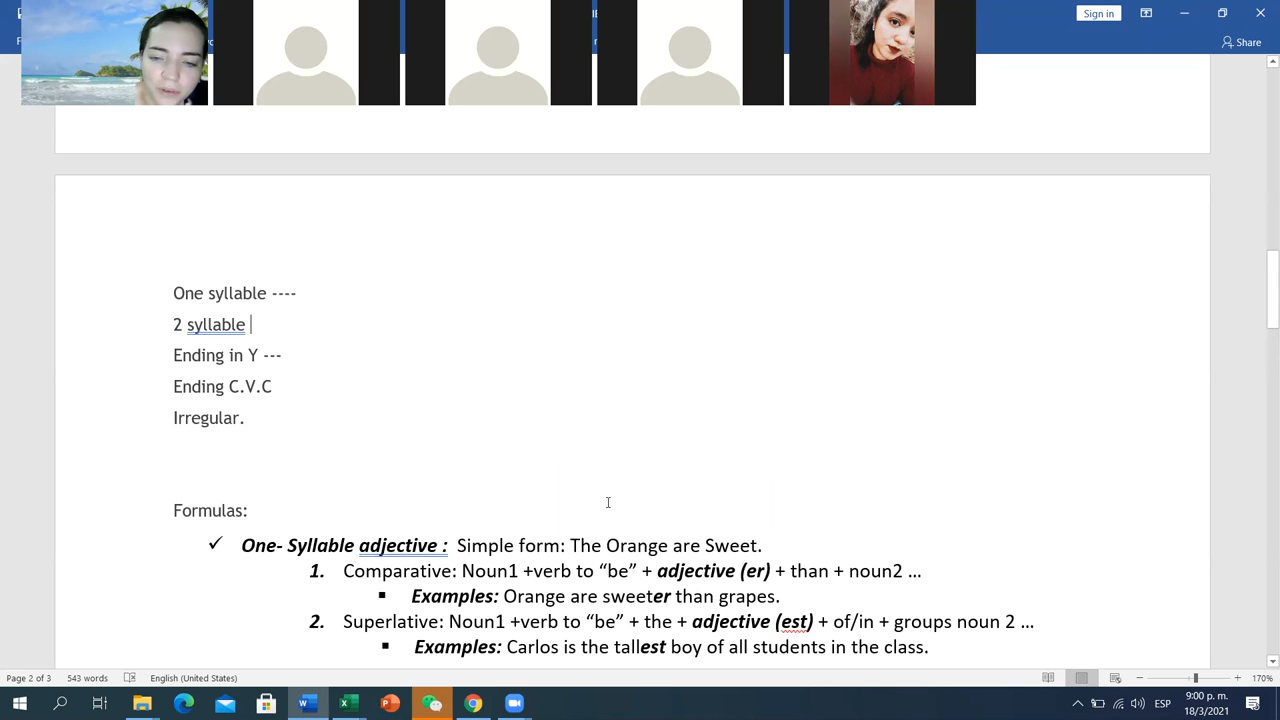 Sign in
Share
One syllable ----
2 syllable
Ending in Y ---
Ending C.V.C
Irregular.
Formulas:
✓ One- Syllable adjective : Simple form: The Orange are Sweet.
1. Comparative: Noun1 +verb to “be” + adjective (er) + than + noun2 ...
▪ Examples: Orange are sweeter than grapes.
2. Superlative: Noun1 +verb to “be” + the + adjective (est) + of/in + groups noun 2 ...
▪ Examples: Carlos is the tallest boy of all students in the class.
Page 2 of 3 543 words English (United States) 170%
ESP 9:00 p. m.
18/3/2021